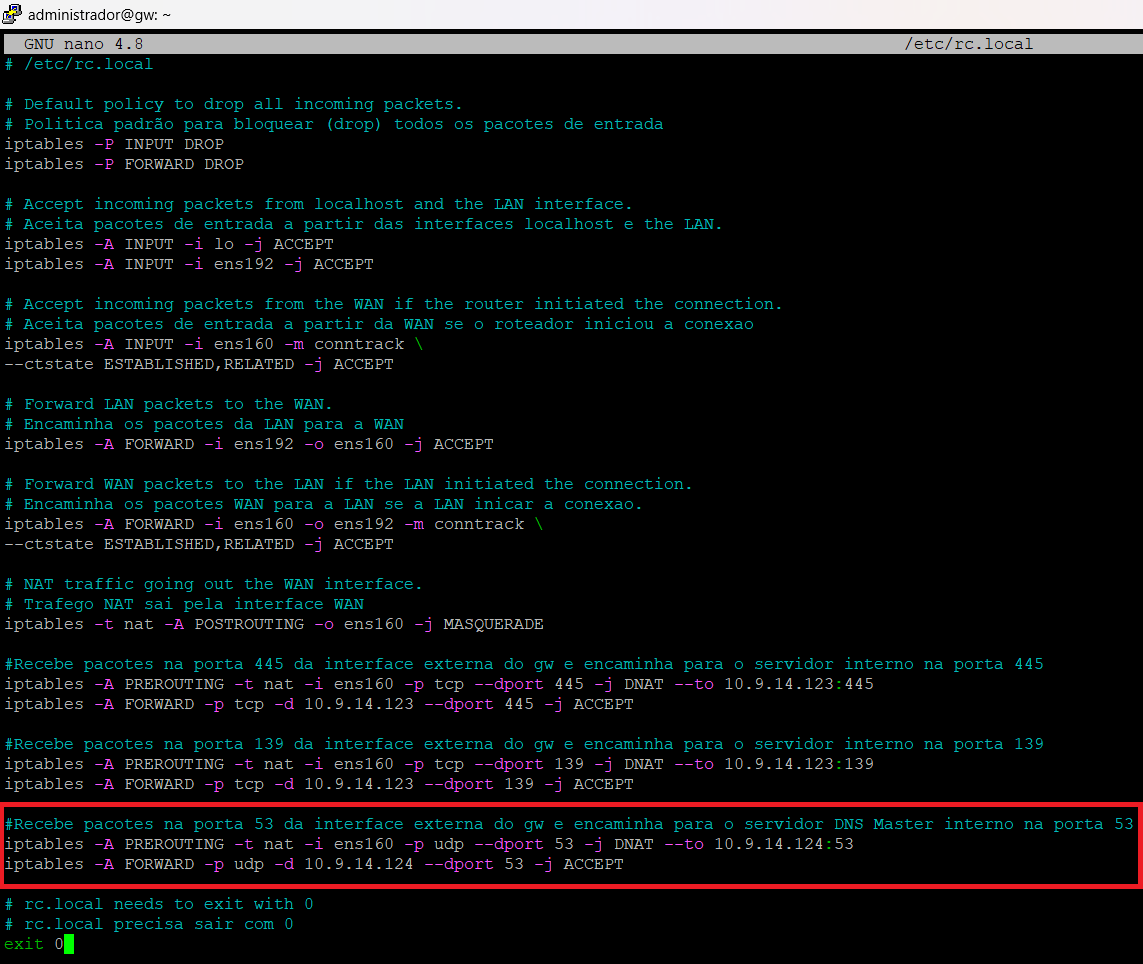 administrador@gw: ~
GNU nano 4.8 /etc/rc.local
# /etc/rc.local
# Default policy to drop all incoming packets.
# Politica padrão para bloquear (drop) todos os pacotes de entrada
iptables -P INPUT DROP
iptables -P FORWARD DROP
# Accept incoming packets from localhost and the LAN interface.
# Aceita pacotes de entrada a partir das interfaces localhost e the LAN.
iptables -A INPUT -i lo -j ACCEPT
iptables -A INPUT -i ens192 -j ACCEPT
# Accept incoming packets from the WAN if the router initiated the connection.
# Aceita pacotes de entrada a partir da WAN se o roteador iniciou a conexao
iptables -A INPUT -i ens160 -m conntrack \
--ctstate ESTABLISHED,RELATED -j ACCEPT
# Forward LAN packets to the WAN.
# Encaminha os pacotes da LAN para a WAN
iptables -A FORWARD -i ens192 -o ens160 -j ACCEPT
# Forward WAN packets to the LAN if the LAN initiated the connection.
# Encaminha os pacotes WAN para a LAN se a LAN inicar a conexao.
iptables -A FORWARD -i ens160 -o ens192 -m conntrack \
--ctstate ESTABLISHED,RELATED -j ACCEPT
# NAT traffic going out the WAN interface.
# Trafego NAT sai pela interface WAN
iptables -t nat -A POSTROUTING -o ens160 -j MASQUERADE
#Recebe pacotes na porta 445 da interface externa do gw e encaminha para o servidor interno na porta 445
iptables -A PREROUTING -t nat -i ens160 -p tcp --dport 445 -j DNAT --to 10.9.14.123:445
iptables -A FORWARD -p tcp -d 10.9.14.123 --dport 445 -j ACCEPT
#Recebe pacotes na porta 139 da interface externa do gw e encaminha para o servidor interno na porta 139
iptables -A PREROUTING -t nat -i ens160 -p tcp --dport 139 -j DNAT --to 10.9.14.123:139
iptables -A FORWARD -p tcp -d 10.9.14.123 --dport 139 -j ACCEPT
#Recebe pacotes na porta 53 da interface externa do gw e encaminha para o servidor DNS Master interno na porta 53
iptables -A PREROUTING -t nat -i ens160 -p udp --dport 53 -j DNAT --to 10.9.14.124:53
iptables -A FORWARD -p udp -d 10.9.14.124 --dport 53 -j ACCEPT
# rc.local needs to exit with 0
# rc.local precisa sair com 0
exit 0